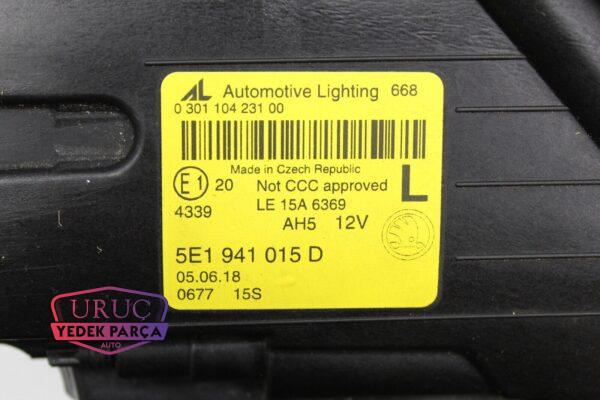 AL Automotive Lighting 668
0 301 104 231 00
Made in Czech Republic
E1 20 Not CCC approved L
4339 LE 15A 6369
AH5 12V
5E1 941 015 D
05.06.18
0677 15S
URUÇ
YEDEK PARÇA
AUTO